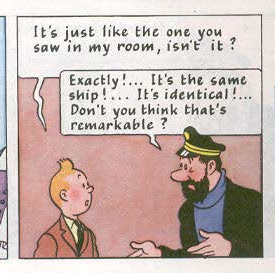 It's just like the one you
saw in my room, isn't it ?
Exactly !... It's the same
ship !... It's identical !...
Don't you think that's
remarkable ?